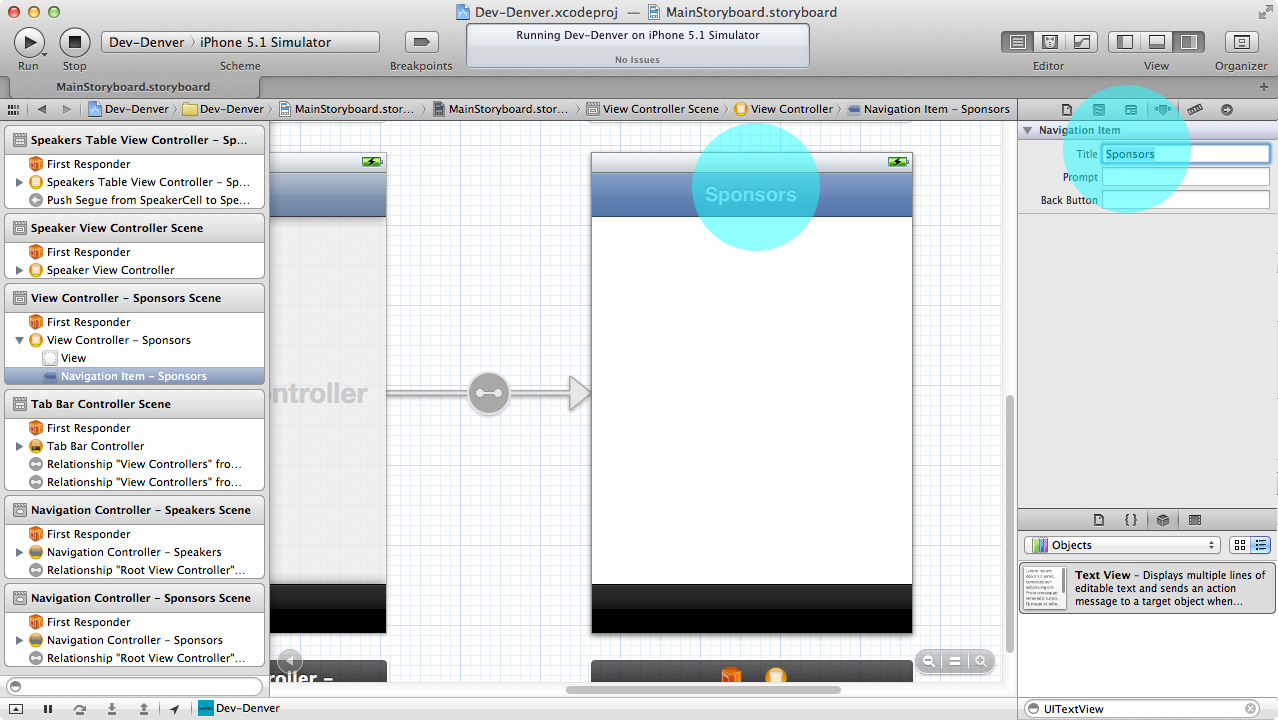 Dev-Denver.xcodeproj — MainStoryboard.storyboard
Run
Stop
Dev-Denver › iPhone 5.1 Simulator
Scheme
Breakpoints
Running Dev-Denver on iPhone 5.1 Simulator
No Issues
Editor
View
Organizer
MainStoryboard.storyboard
Dev-Denver
Dev-Denver
MainStoryboard.stor...
MainStoryboard.stor...
View Controller Scene
View Controller
Navigation Item – Sponsors
Speakers Table View Controller – Sp...
First Responder
Speakers Table View Controller – Sp...
Push Segue from SpeakerCell to Spe...
Speaker View Controller Scene
First Responder
Speaker View Controller
View Controller – Sponsors Scene
First Responder
View Controller – Sponsors
View
Navigation Item – Sponsors
Tab Bar Controller Scene
First Responder
Tab Bar Controller
Relationship "View Controllers" fro...
Relationship "View Controllers" fro...
Navigation Controller – Speakers Scene
First Responder
Navigation Controller – Speakers
Relationship "Root View Controller"...
Navigation Controller – Sponsors Scene
First Responder
Navigation Controller – Sponsors
Relationship "Root View Controller"...
ontroller
Sponsors
oller –
Navigation Item
Title Sponsors
Prompt
Back Button
{ }
Objects
Text View – Displays multiple lines of
editable text and sends an action
message to a target object when...
Dev-Denver
UITextView